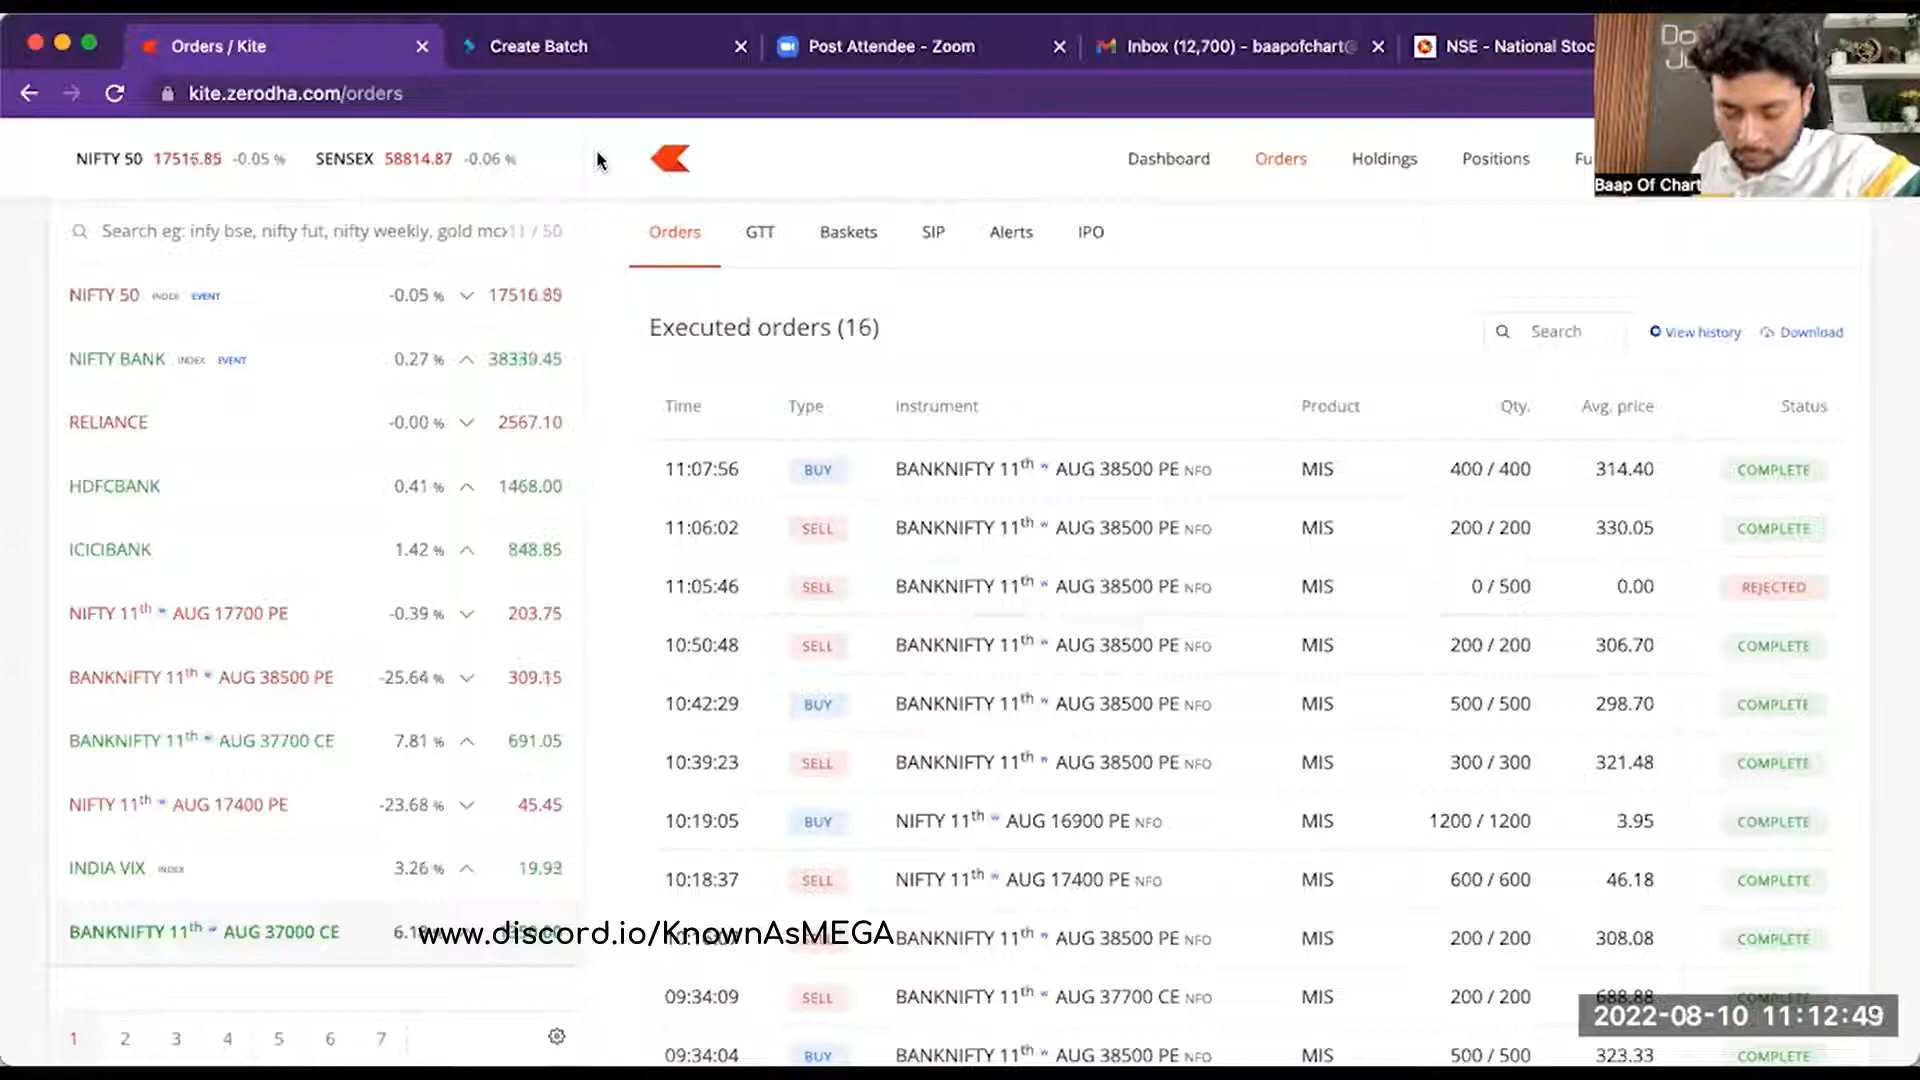 Orders / Kite
Create Batch
Post Attendee - Zoom
Inbox (12,700) - baapofchart@
NSE - National Stoc
kite.zerodha.com/orders
Baap Of Chart
NIFTY 50 17516.85 -0.05 %
SENSEX 58814.87 -0.06 %
Dashboard
Orders
Holdings
Positions
Fu
Search eg: infy bse, nifty fut, nifty weekly, gold mcx
11 / 50
NIFTY 50 INDEX EVENT -0.05 %
NIFTY BANK INDEX EVENT 0.27 % 38339.45
RELIANCE -0.00 % 2567.10
HDFCBANK 0.41 % 1468.00
ICICIBANK 1.42 % 848.85
NIFTY 11th w AUG 17700 PE -0.39 % 203.75
BANKNIFTY 11th w AUG 38500 PE -25.64 % 309.15
BANKNIFTY 11th w AUG 37700 CE 7.81 % 691.05
NIFTY 11th w AUG 17400 PE -23.68 % 45.45
INDIA VIX INDEX 3.26 % 19.93
BANKNIFTY 11th w AUG 37000 CE
1 2 3 4 5 6 7
Orders
GTT
Baskets
SIP
Alerts
IPO
Executed orders (16)
Search
View history
Download
Time Type Instrument Product Qty. Avg. price Status
11:07:56 BUY BANKNIFTY 11th w AUG 38500 PE NFO MIS 400 / 400 314.40 COMPLETE
11:06:02 SELL BANKNIFTY 11th w AUG 38500 PE NFO MIS 200 / 200 330.05 COMPLETE
11:05:46 SELL BANKNIFTY 11th w AUG 38500 PE NFO MIS 0 / 500 0.00 REJECTED
10:50:48 SELL BANKNIFTY 11th w AUG 38500 PE NFO MIS 200 / 200 306.70 COMPLETE
10:42:29 BUY BANKNIFTY 11th w AUG 38500 PE NFO MIS 500 / 500 298.70 COMPLETE
10:39:23 SELL BANKNIFTY 11th w AUG 38500 PE NFO MIS 300 / 300 321.48 COMPLETE
10:19:05 BUY NIFTY 11th w AUG 16900 PE NFO MIS 1200 / 1200 3.95 COMPLETE
10:18:37 SELL NIFTY 11th w AUG 17400 PE NFO MIS 600 / 600 46.18 COMPLETE
BANKNIFTY 11th w AUG 38500 PE NFO MIS 200 / 200 308.08 COMPLETE
09:34:09 SELL BANKNIFTY 11th w AUG 37700 CE NFO MIS 200 / 200 688.88 COMPLETE
09:34:04 BUY BANKNIFTY 11th w AUG 38500 PE NFO MIS 500 / 500 323.33 COMPLETE
www.discord.io/KnownAsMEGA
2022-08-10 11:12:49